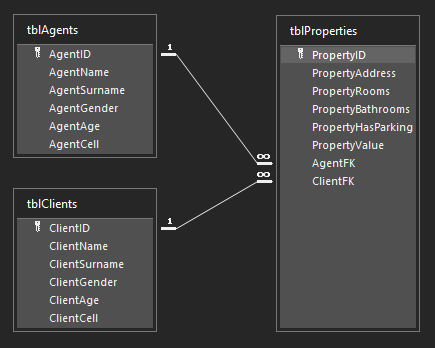 tblAgents
AgentID
AgentName
AgentSurname
AgentGender
AgentAge
AgentCell
1
tblClients
ClientID
ClientName
ClientSurname
ClientGender
ClientAge
ClientCell
1
tblProperties
PropertyID
PropertyAddress
PropertyRooms
PropertyBathrooms
PropertyHasParking
PropertyValue
AgentFK
ClientFK
∞
∞